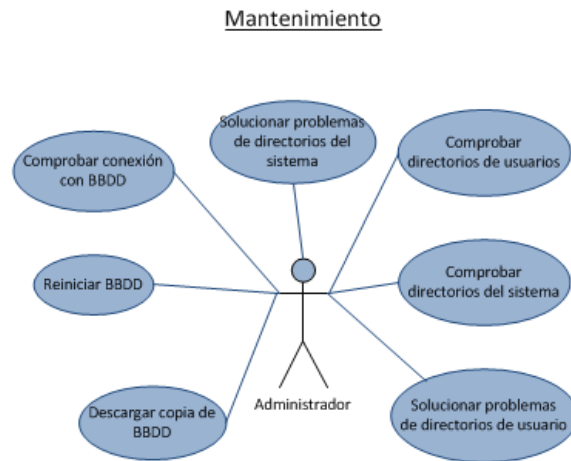 Mantenimiento
Solucionar problemas
de directorios del
sistema
Comprobar
directorios de usuarios
Comprobar conexión
con BBDD
Reiniciar BBDD
Comprobar
directorios del sistema
Administrador
Descargar copia de
BBDD
Solucionar problemas
de directorios de usuario